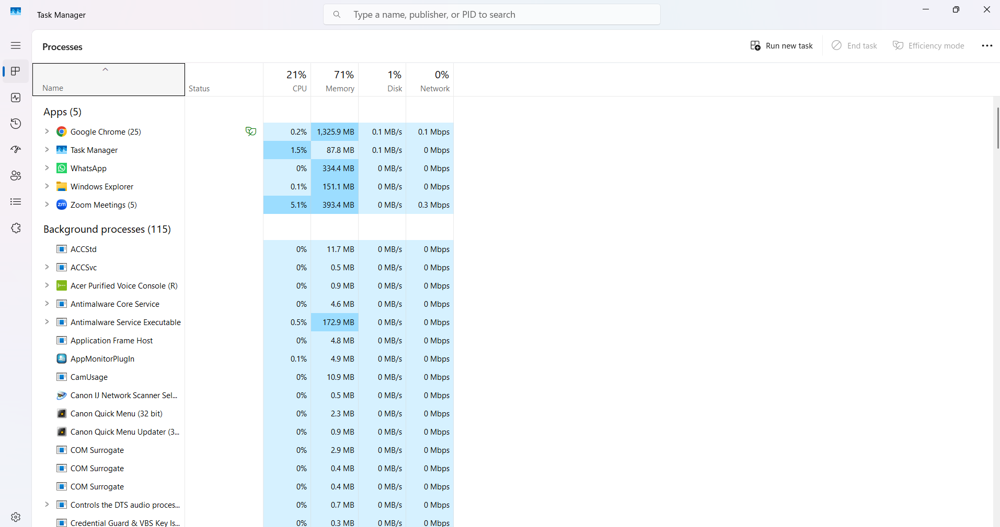 Task Manager
Type a name, publisher, or PID to search
Processes
Run new task
End task
Efficiency mode
21% 71% 1% 0%
Name Status CPU Memory Disk Network
Apps (5)
Google Chrome (25) 0.2% 1,325.9 MB 0.1 MB/s 0.1 Mbps
Task Manager 1.5% 87.8 MB 0.1 MB/s 0 Mbps
WhatsApp 0% 334.4 MB 0 MB/s 0 Mbps
Windows Explorer 0.1% 151.1 MB 0 MB/s 0 Mbps
zm Zoom Meetings (5) 5.1% 393.4 MB 0 MB/s 0.3 Mbps
Background processes (115)
ACCStd 0% 11.7 MB 0 MB/s 0 Mbps
ACCSvc 0% 0.5 MB 0 MB/s 0 Mbps
Acer Purified Voice Console (R) 0% 0.9 MB 0 MB/s 0 Mbps
Antimalware Core Service 0% 4.6 MB 0 MB/s 0 Mbps
Antimalware Service Executable 0.5% 172.9 MB 0 MB/s 0 Mbps
Application Frame Host 0% 4.8 MB 0 MB/s 0 Mbps
AppMonitorPlugIn 0.1% 4.9 MB 0 MB/s 0 Mbps
CamUsage 0% 10.9 MB 0 MB/s 0 Mbps
Canon IJ Network Scanner Sel... 0% 0.5 MB 0 MB/s 0 Mbps
Canon Quick Menu (32 bit) 0% 2.3 MB 0 MB/s 0 Mbps
Canon Quick Menu Updater (3... 0% 0.9 MB 0 MB/s 0 Mbps
COM Surrogate 0% 2.9 MB 0 MB/s 0 Mbps
COM Surrogate 0% 0.4 MB 0 MB/s 0 Mbps
COM Surrogate 0% 0.4 MB 0 MB/s 0 Mbps
Controls the DTS audio proces... 0% 0.7 MB 0 MB/s 0 Mbps
Credential Guard & VBS Key Is... 0% 0.3 MB 0 MB/s 0 Mbps